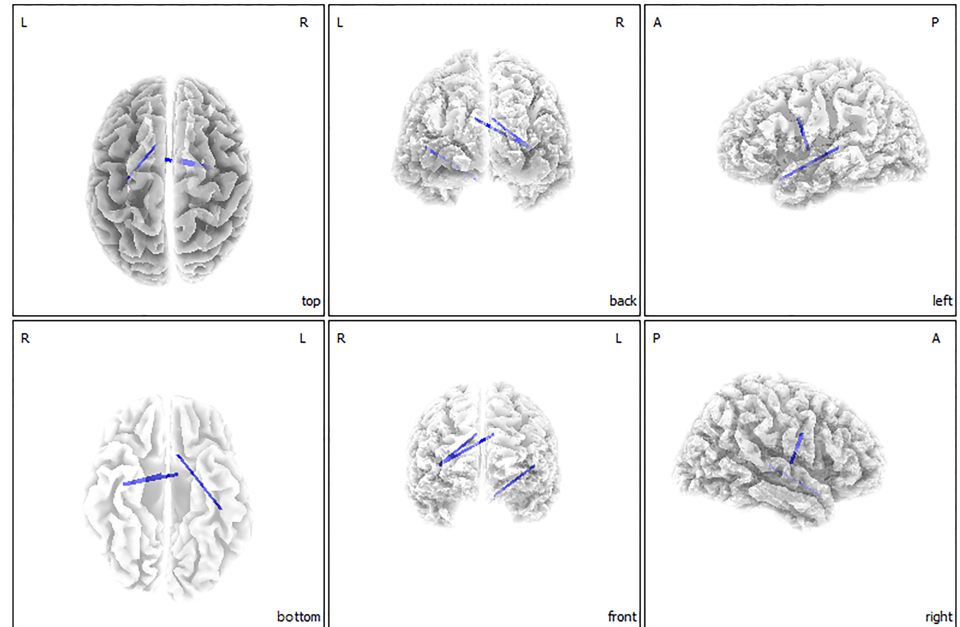 L R
top
L R
back
A P
left
R L
bottom
R L
front
P A
right